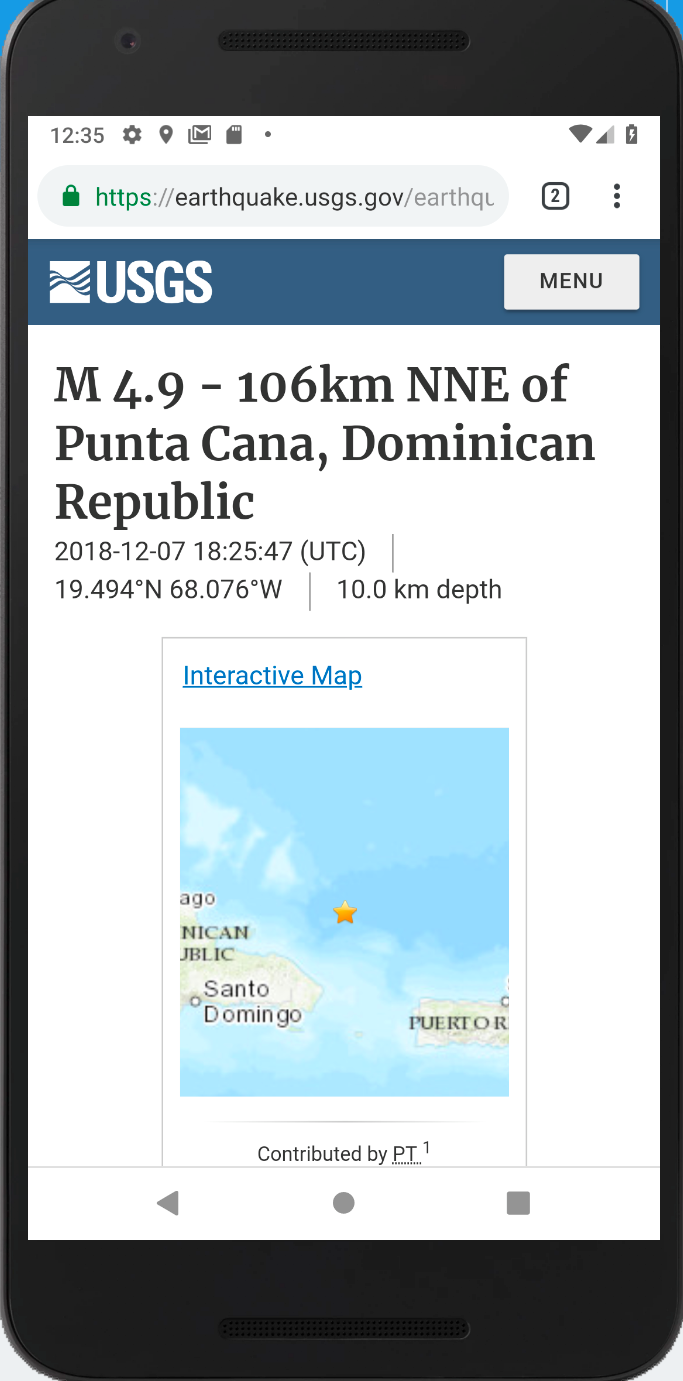 12:35
https://earthquake.usgs.gov/earthqu
2
USGS
MENU
M 4.9 - 106km NNE of
Punta Cana, Dominican
Republic
2018-12-07 18:25:47 (UTC)
19.494°N 68.076°W
10.0 km depth
Interactive Map
ago
NICAN
UBLIC
Santo
Domingo
PUERTO R
Contributed by PT 1